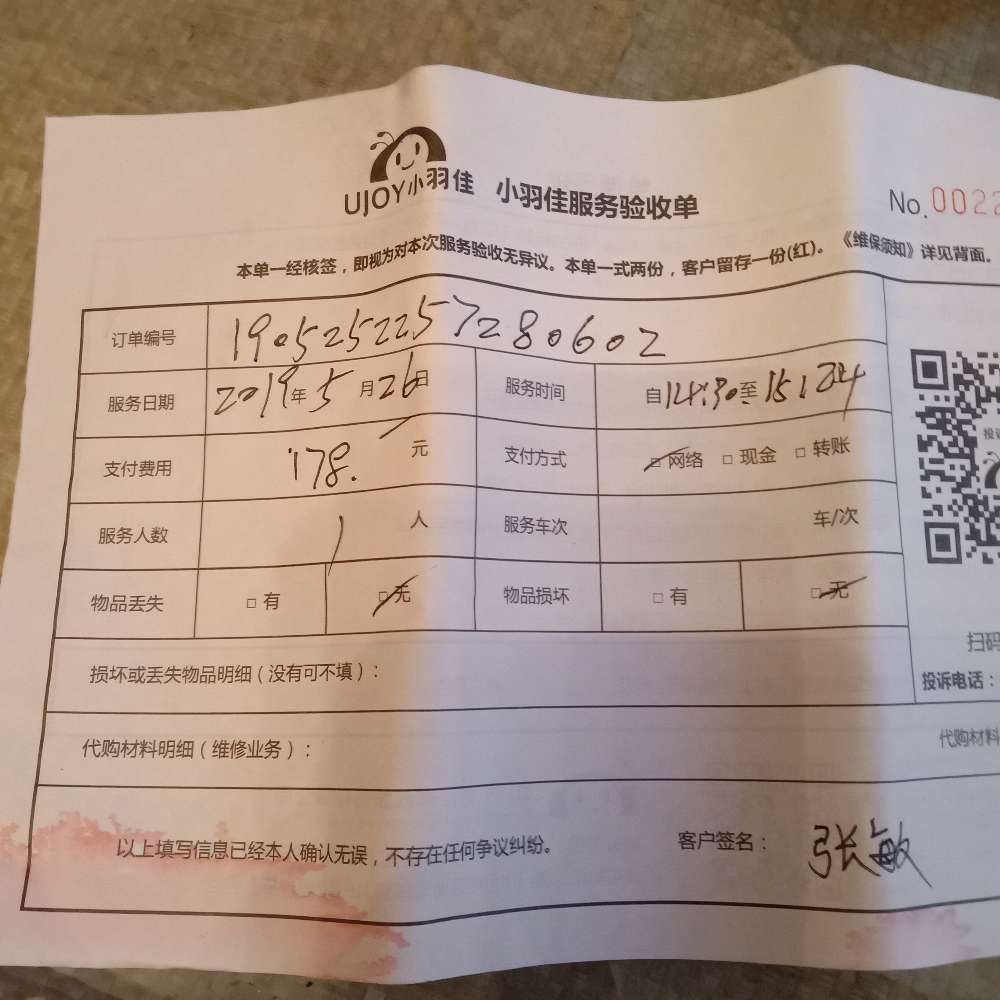 UJOY小羽佳 小羽佳服务验收单 No.0022
本单一经核签，即视为对本次服务验收无异议。本单一式两份，客户留存一份(红)。《维保须知》详见背面。
订单编号 1905252257280602
服务日期 2019年5月26日 服务时间 自14:30至15:24
支付费用 178.元 支付方式 □网络 □现金 □转账
服务人数 1人 服务车次 车/次
物品丢失 □有 □无 物品损坏 □有 □无
损坏或丢失物品明细（没有可不填）：
扫码
投诉电话：
代购材料明细（维修业务）： 代购材料
以上填写信息已经本人确认无误，不存在任何争议纠纷。 客户签名：张敏